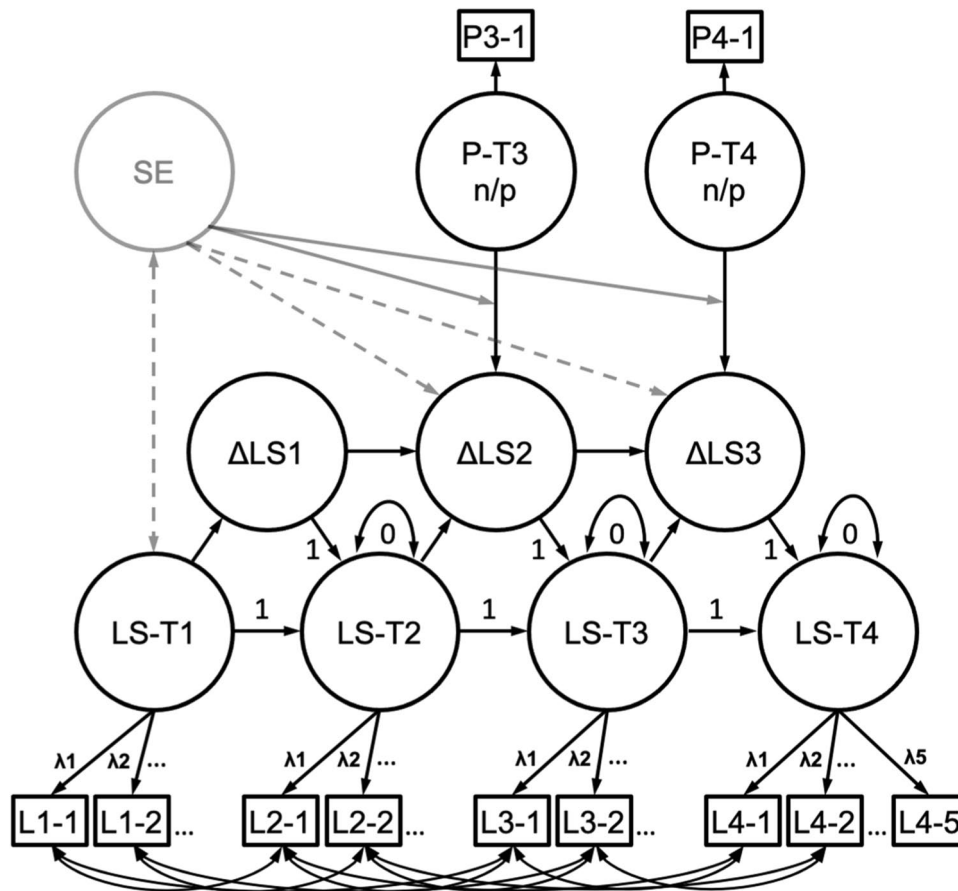 P3-1
P4-1
SE
P-T3
n/p
P-T4
n/p
ΔLS1
ΔLS2
ΔLS3
1
0
1
0
1
0
LS-T1
1
LS-T2
1
LS-T3
1
LS-T4
λ1
λ2
...
λ1
λ2
...
λ1
λ2
...
λ1
λ2
...
λ5
L1-1
L1-2
...
L2-1
L2-2
...
L3-1
L3-2
...
L4-1
L4-2
...
L4-5